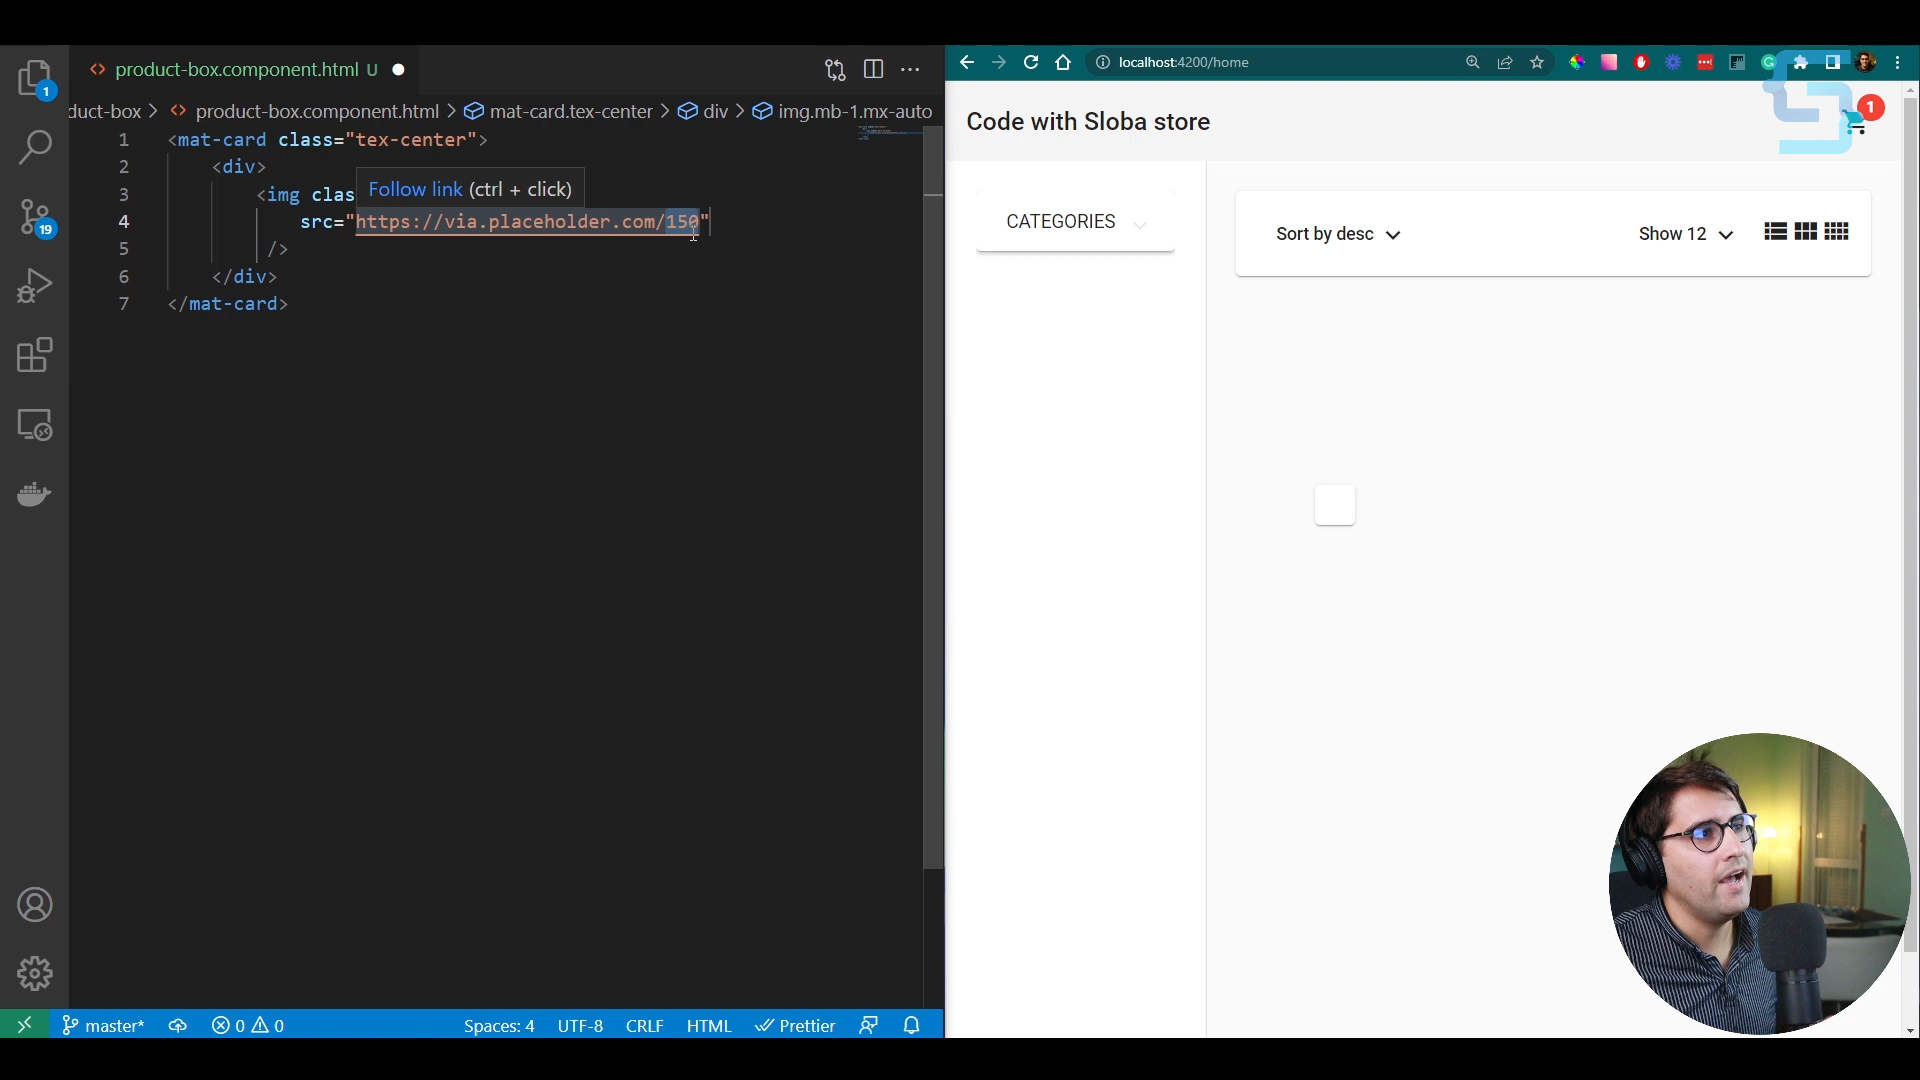 product-box.component.html U
duct-box > product-box.component.html > mat-card.tex-center > div > img.mb-1.mx-auto
1 <mat-card class="tex-center">
2 <div>
3 <img clas
Follow link (ctrl + click)
4 src="https://via.placeholder.com/150"
5 />
6 </div>
7 </mat-card>
1
19
master* 0 0 Spaces: 4 UTF-8 CRLF HTML Prettier
localhost:4200/home
Code with Sloba store
1
CATEGORIES
Sort by desc
Show 12